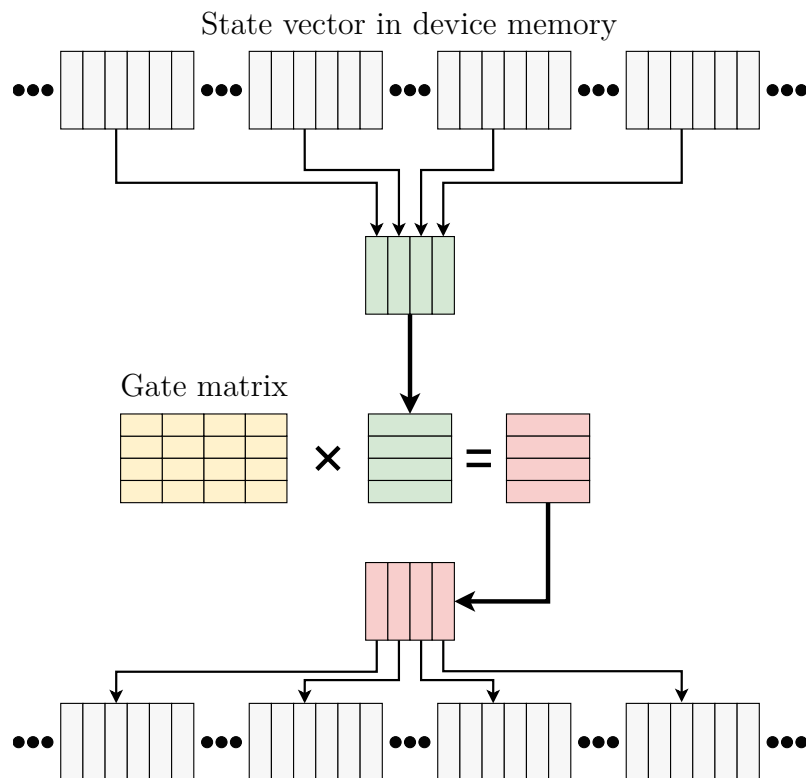 State vector in device memory
Gate matrix
× =